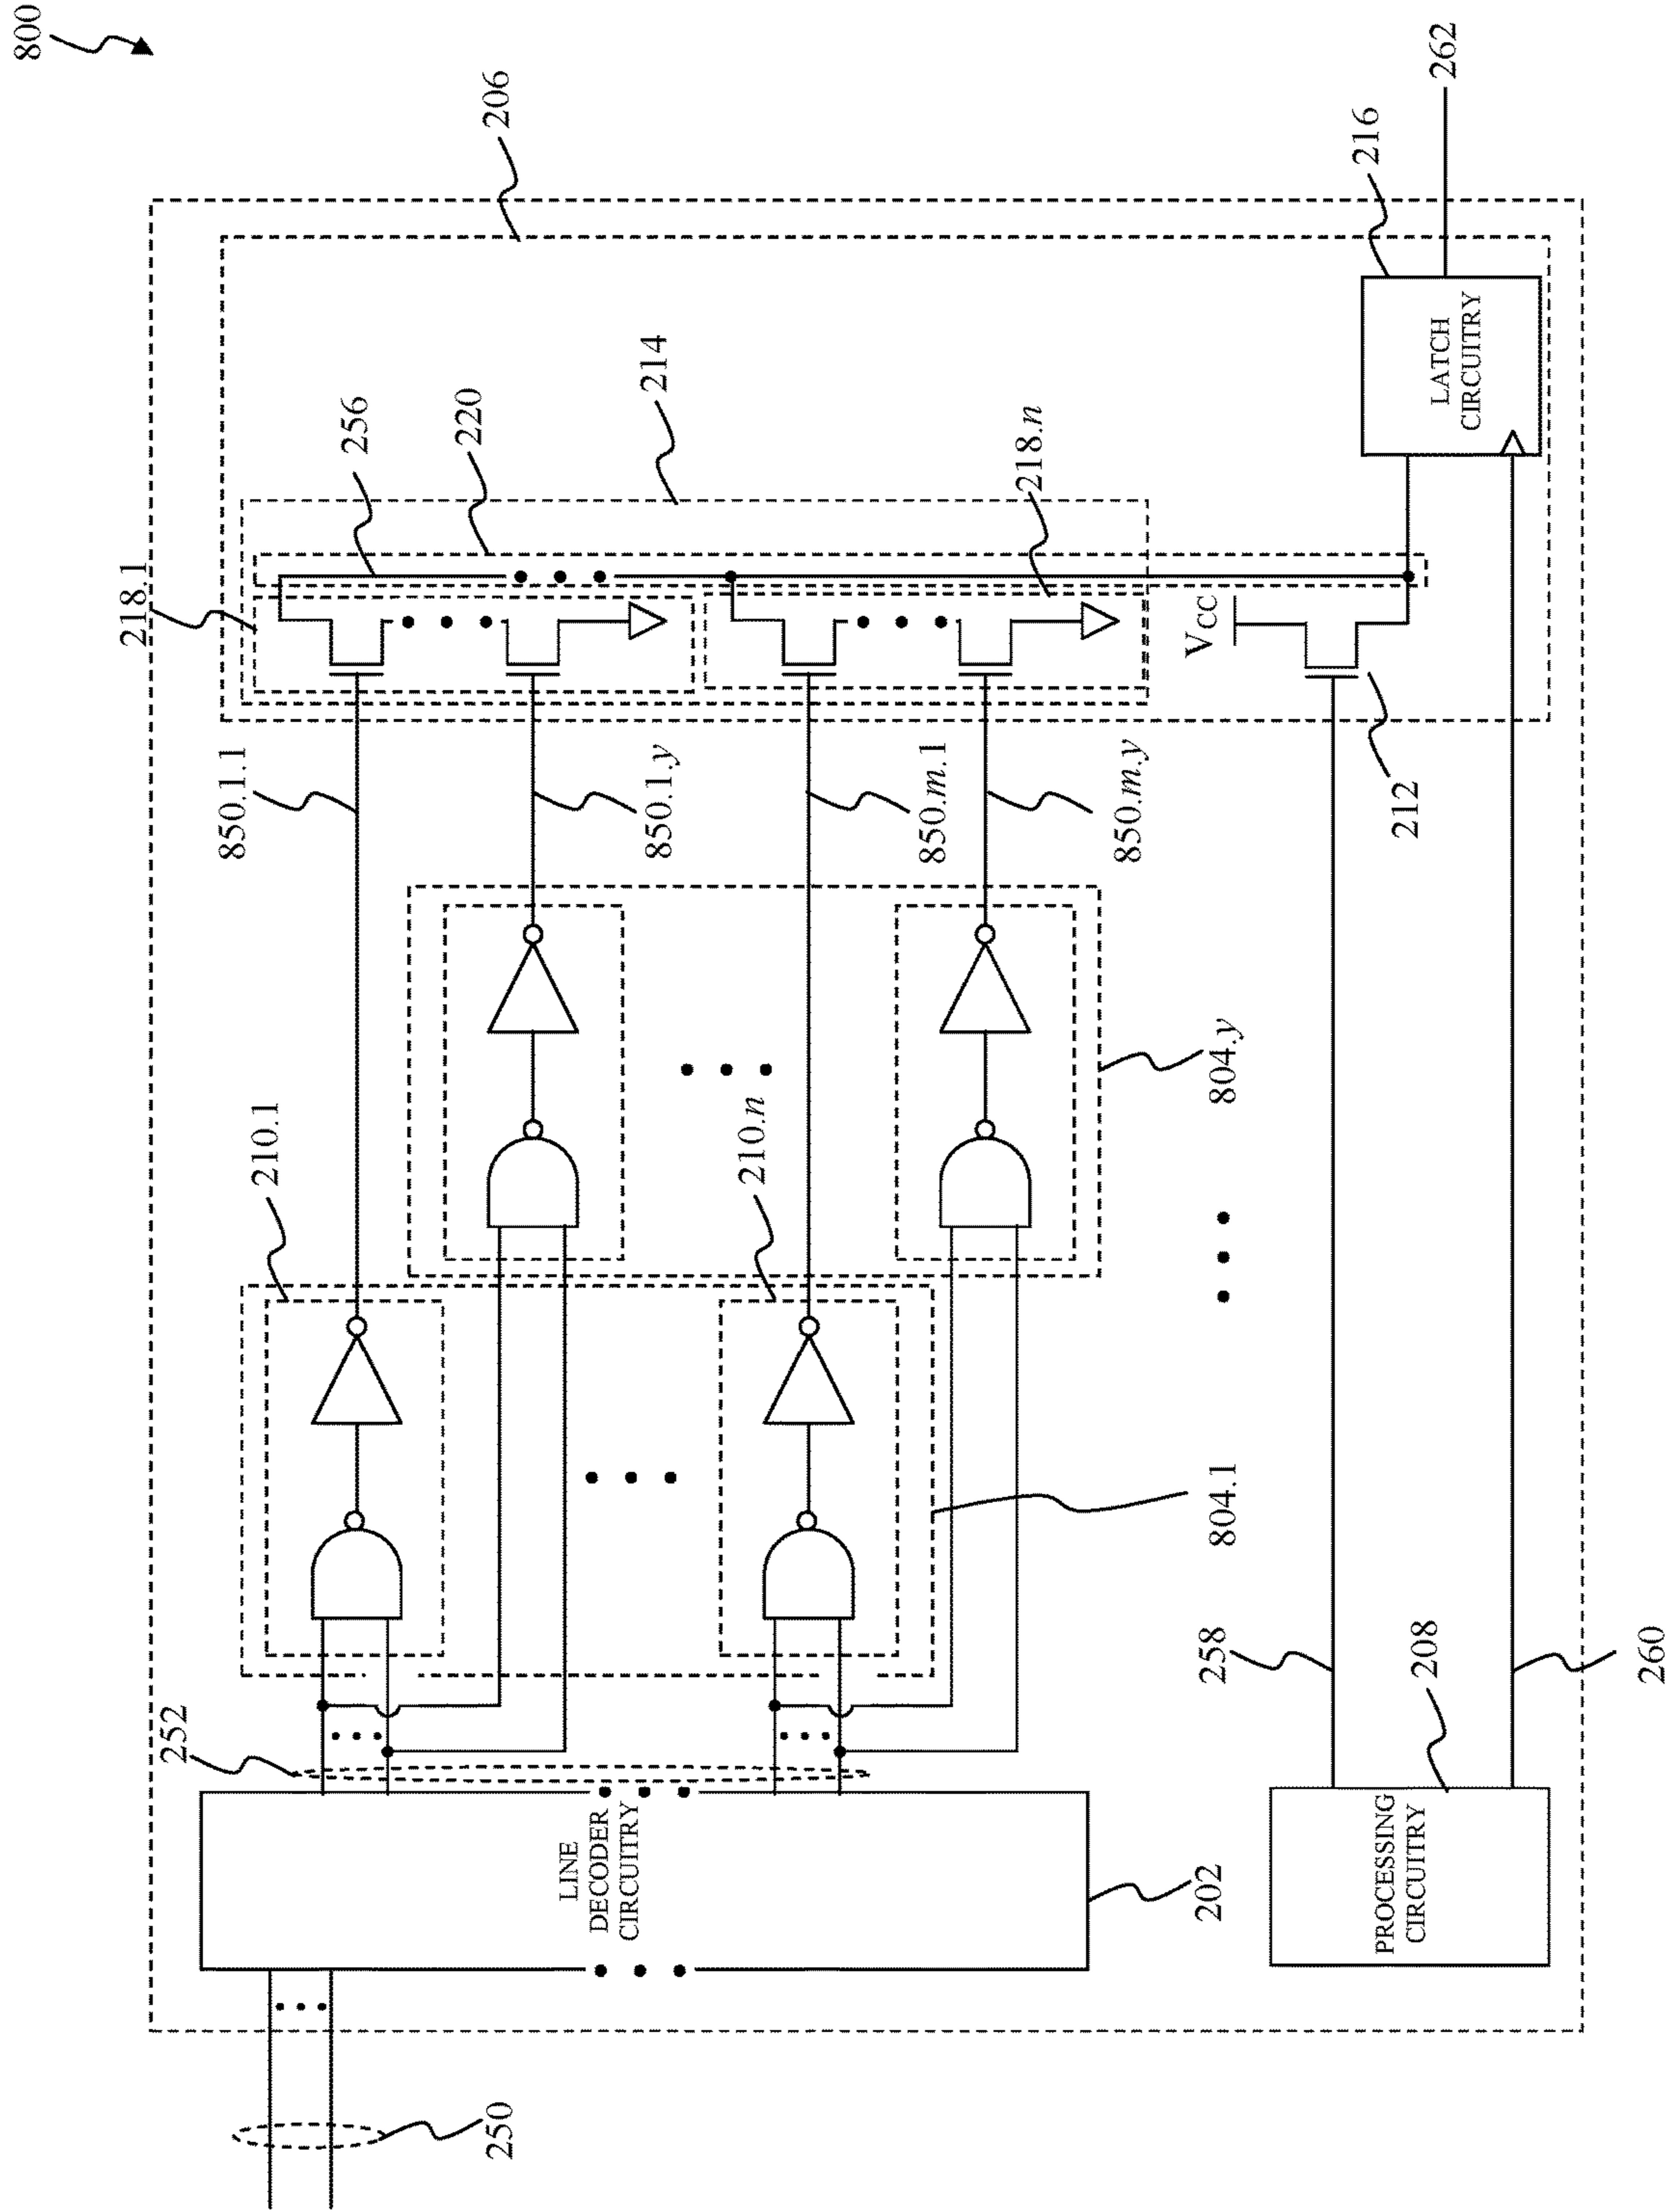 800
206
262
216
LATCH
CIRCUITRY
214
220
256
218.n
218.1
VCC
850.1.1
850.1.y
850.m.1
850.m.y
212
804.y
210.1
210.n
804.1
252
258
208
260
LINE
DECODER
CIRCUITRY
202
PROCESSING
CIRCUITRY
250